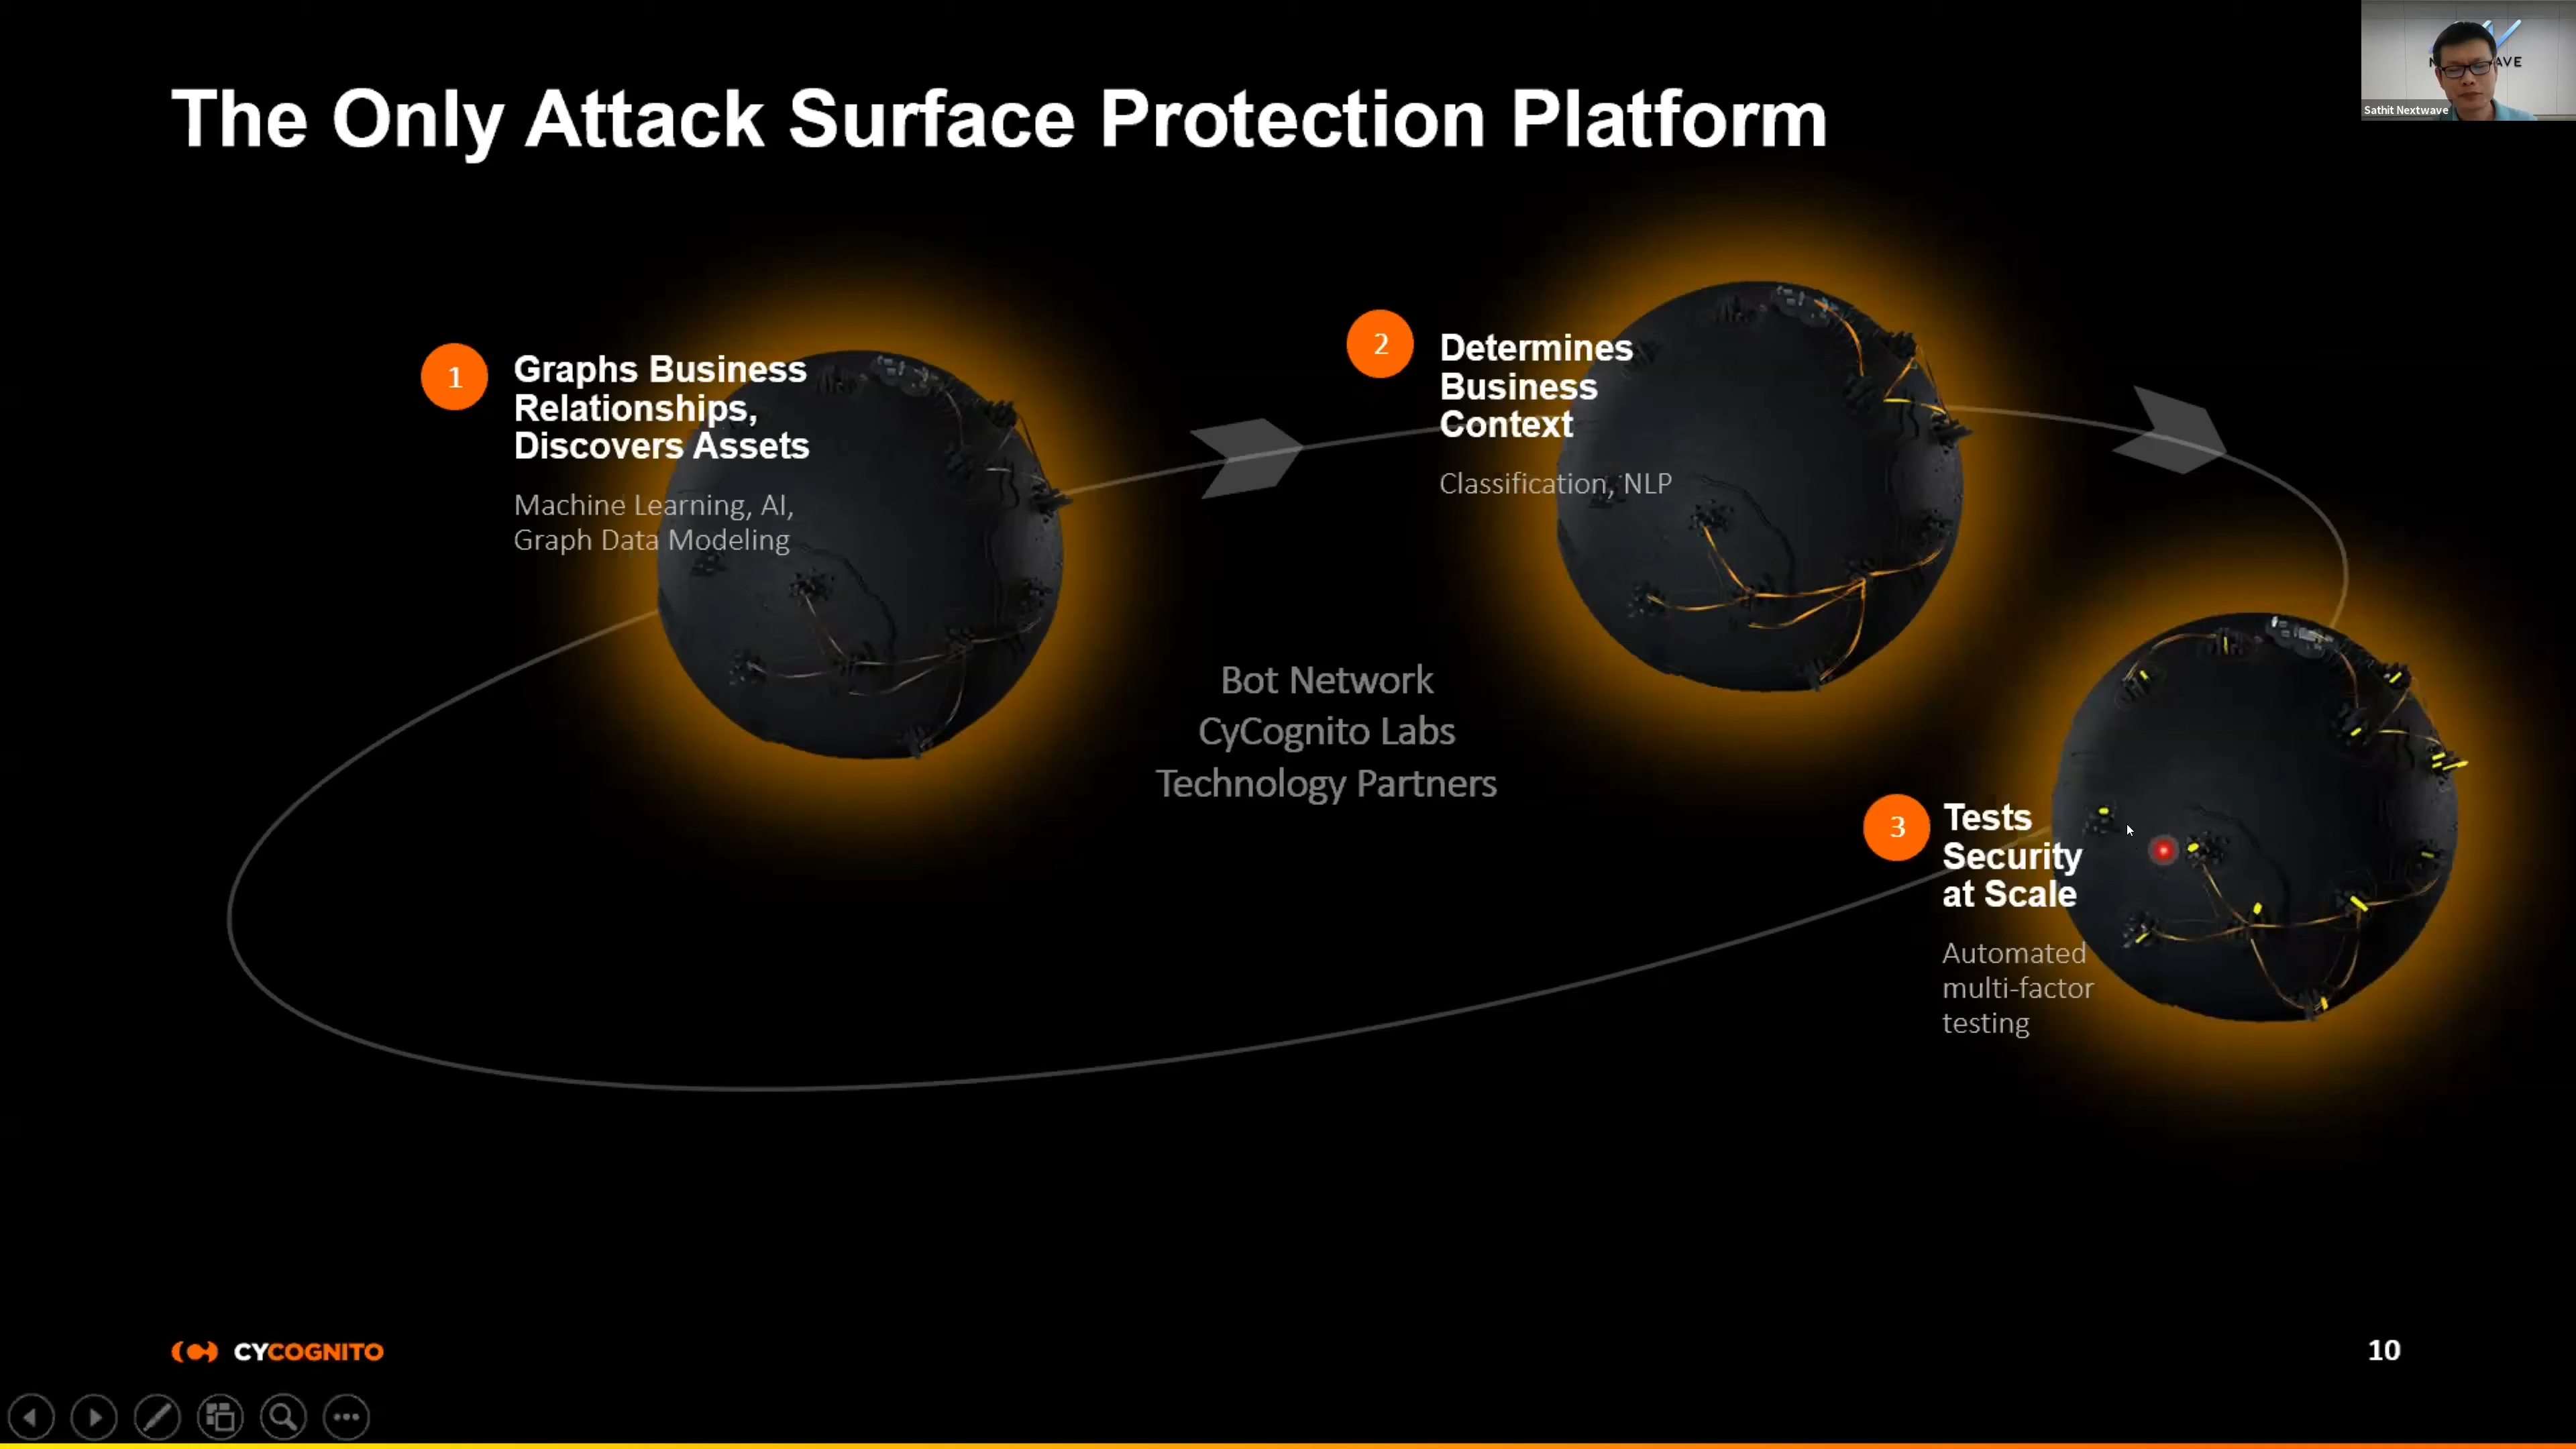 The Only Attack Surface Protection Platform
AVE
Sathit Nextwave
1
Graphs Business
Relationships,
Discovers Assets
Machine Learning, AI,
Graph Data Modeling
2
Determines
Business
Context
Classification, NLP
Bot Network
CyCognito Labs
Technology Partners
3
Tests
Security
at Scale
Automated
multi-factor
testing
CYCOGNITO
10